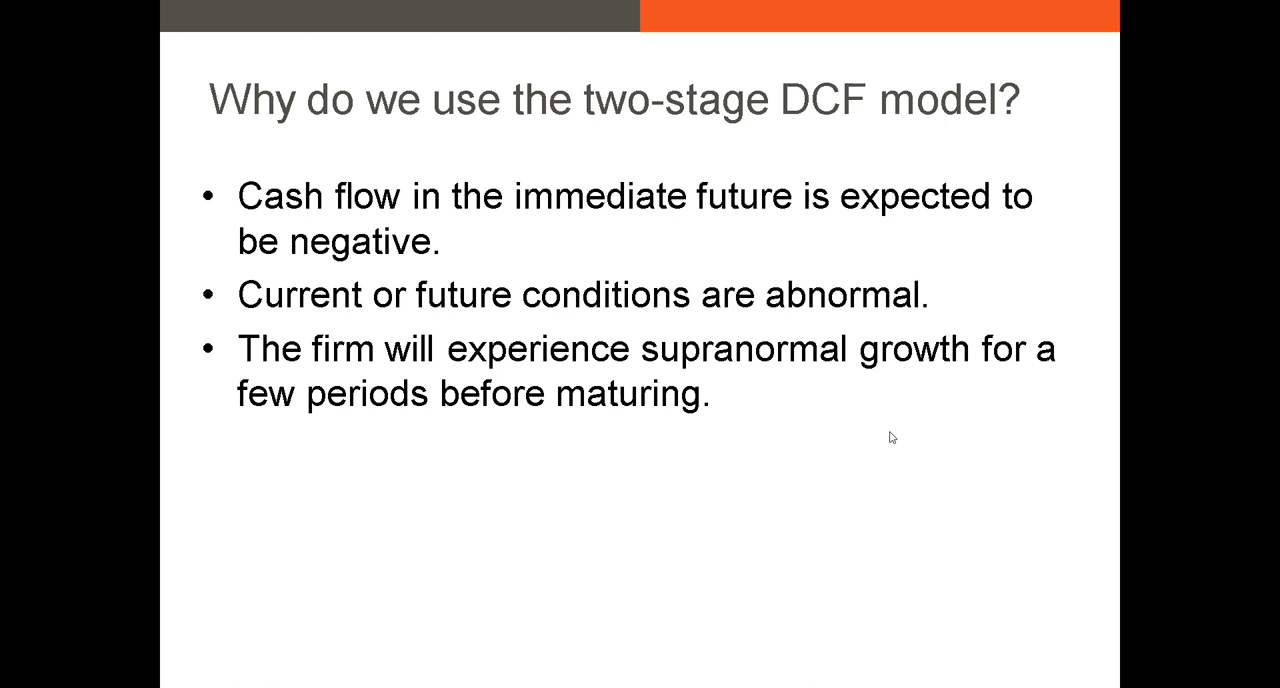 Why do we use the two-stage DCF model?
• Cash flow in the immediate future is expected to
be negative.
• Current or future conditions are abnormal.
• The firm will experience supranormal growth for a
few periods before maturing.